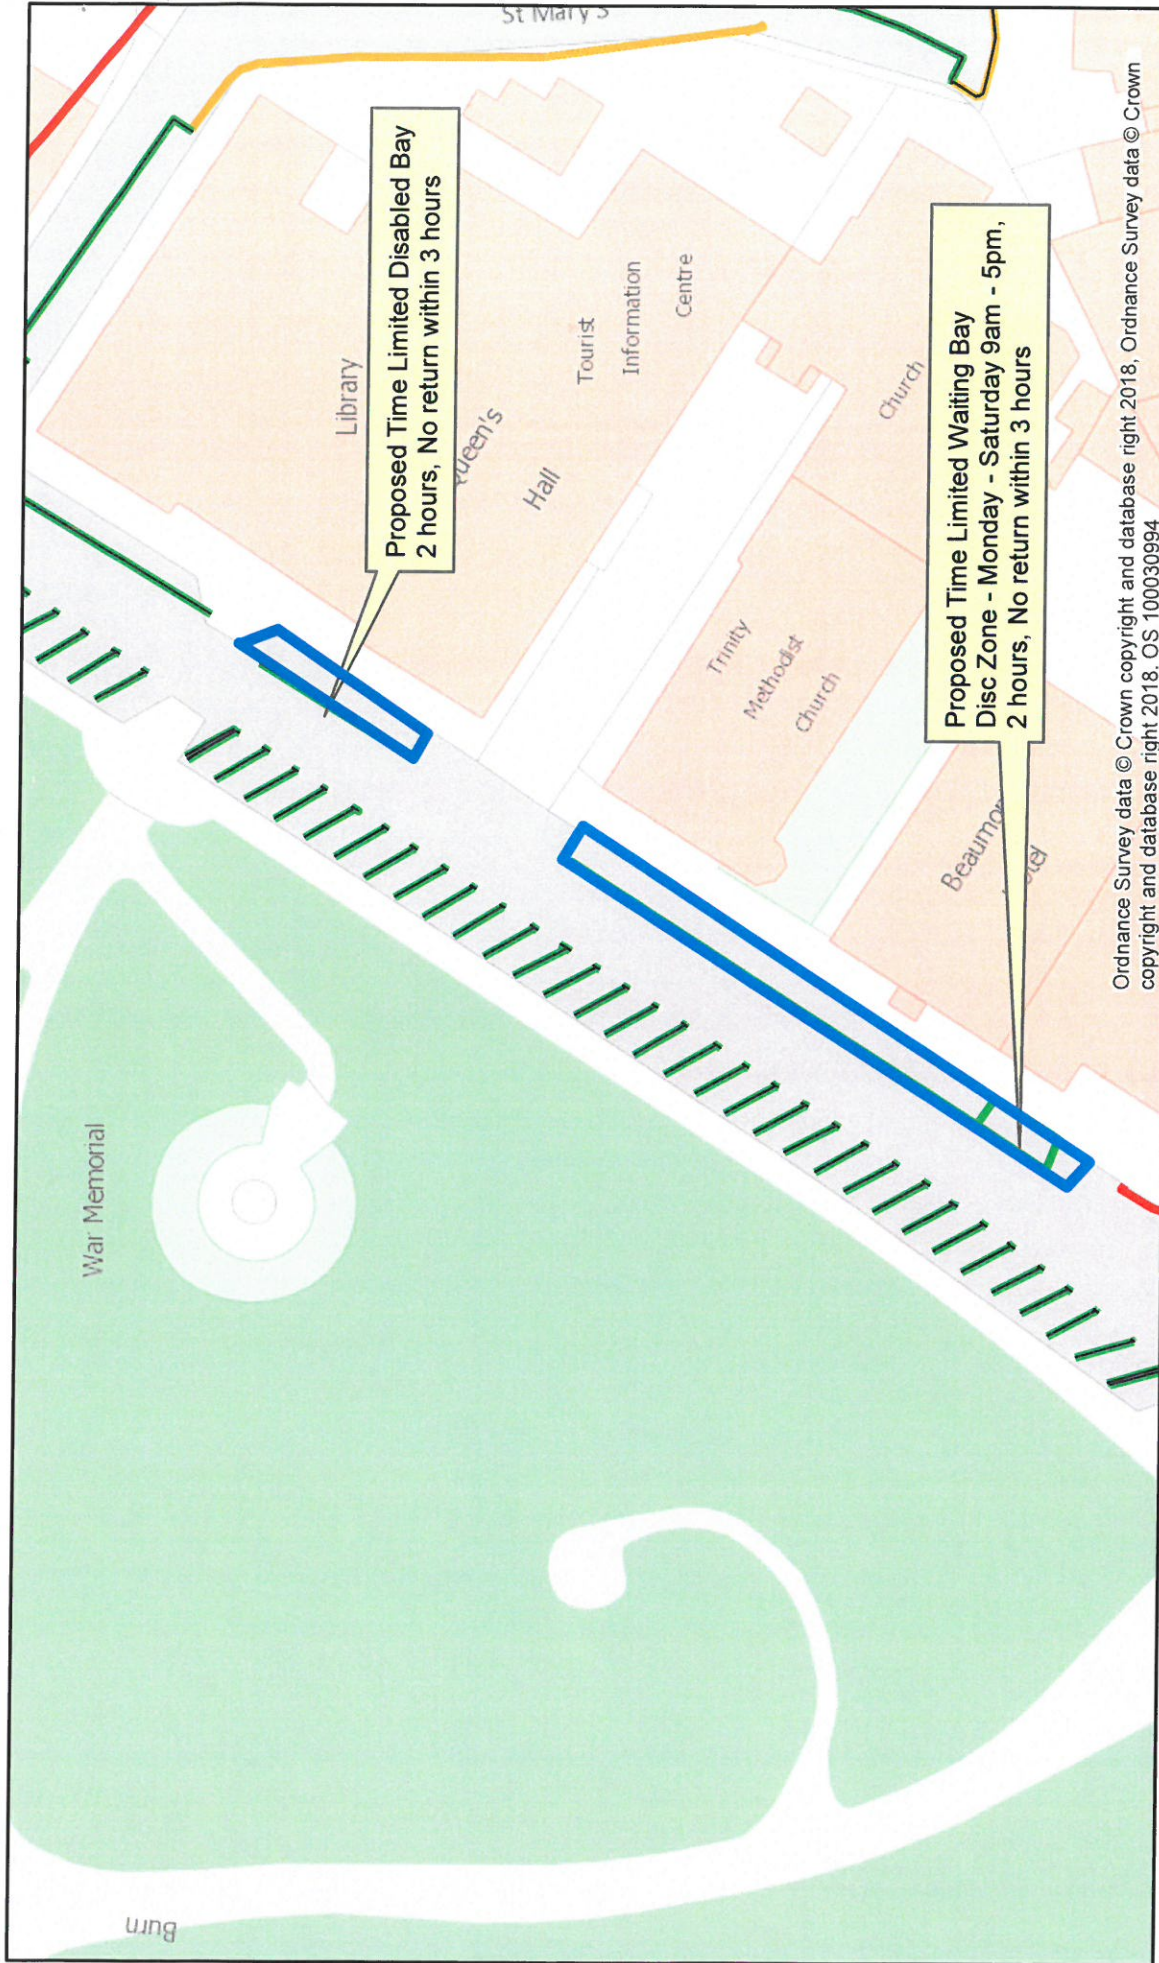 St Mary's
Proposed Time Limited Disabled Bay
2 hours, No return within 3 hours
Library
Queen's
Hall
Tourist
Information
Centre
Church
Proposed Time Limited Waiting Bay
Disc Zone - Monday - Saturday 9am - 5pm,
2 hours, No return within 3 hours
Trinity
Methodist
Church
War Memorial
Burn
Ordnance Survey data © Crown copyright and database right 2018, Ordnance Survey data © Crown
copyright and database right 2018. OS 100030994